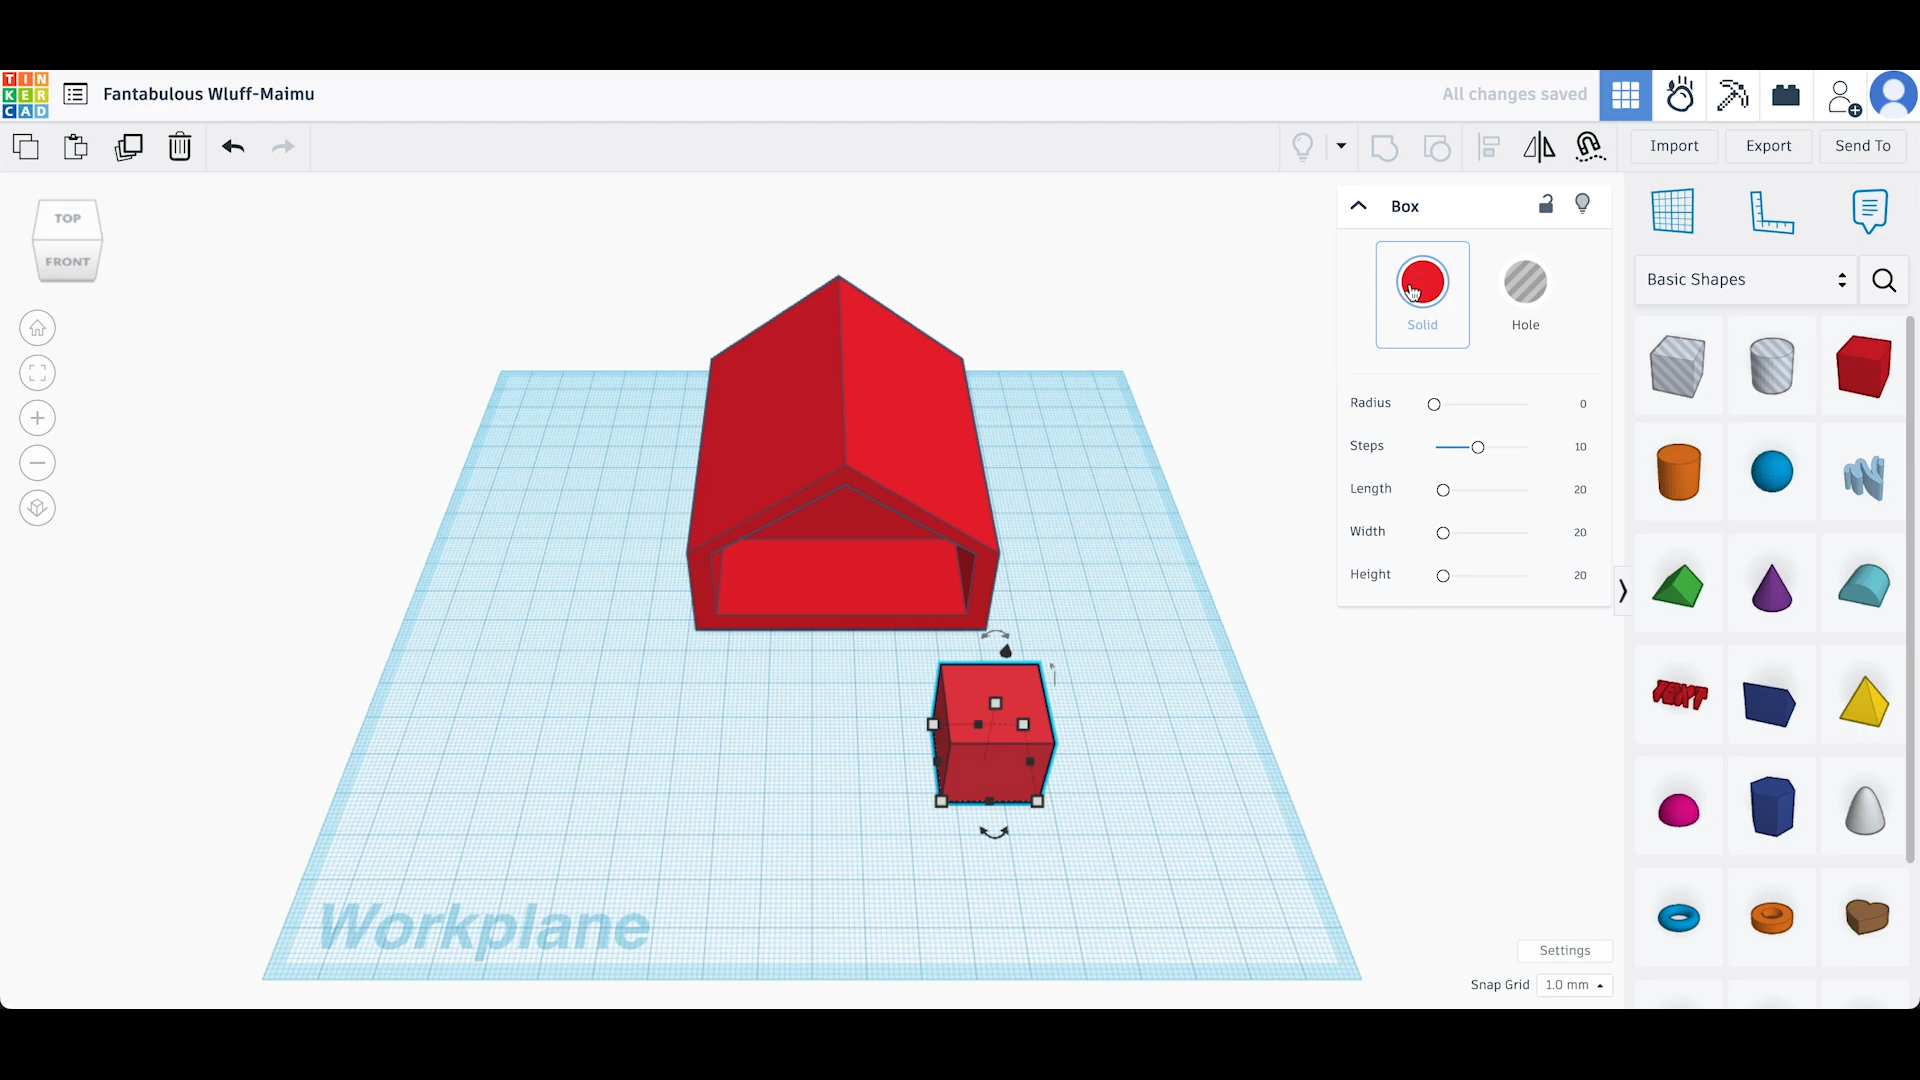 TIN
KER
CAD
Fantabulous Wluff-Maimu
All changes saved
Import
Export
Send To
TOP
FRONT
Box
Solid
Hole
Radius 0
Steps 10
Length 20
Width 20
Height 20
Basic Shapes
TEXT
Workplane
Settings
Snap Grid 1.0 mm